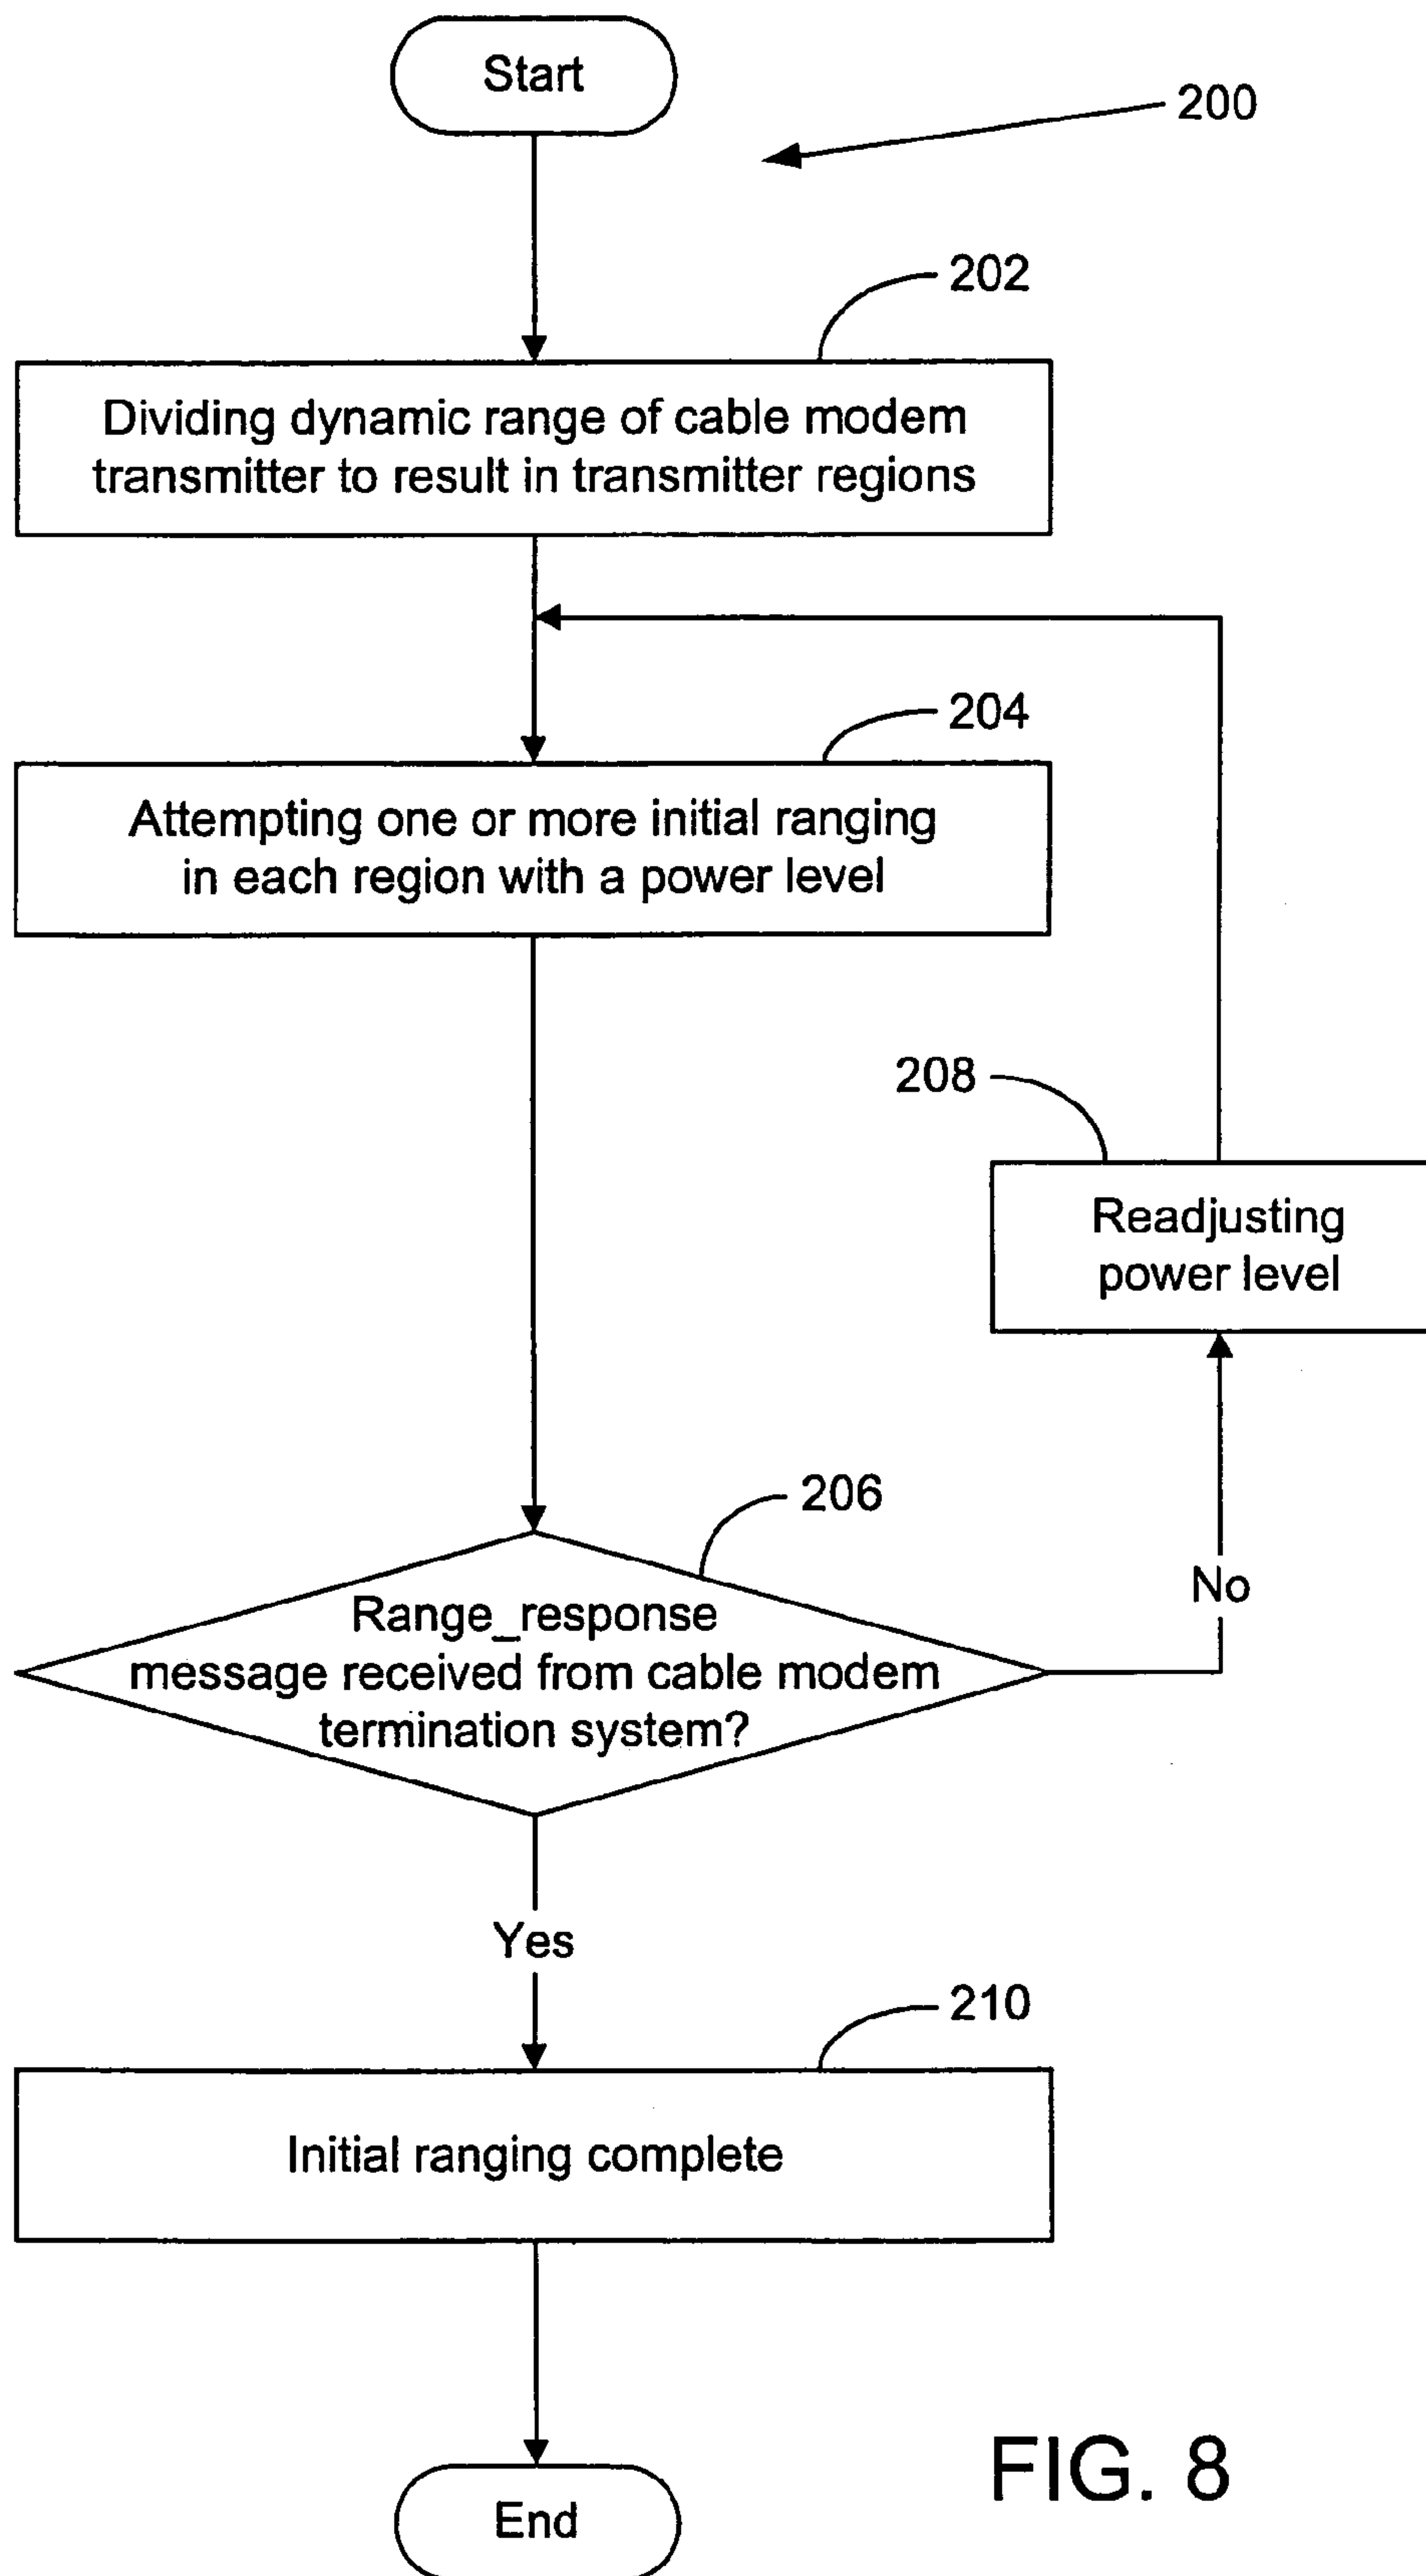 Start
200
202
Dividing dynamic range of cable modem
transmitter to result in transmitter regions
204
Attempting one or more initial ranging
in each region with a power level
208
Readjusting
power level
206
Range_response
message received from cable modem
termination system?
No
Yes
210
Initial ranging complete
End
FIG. 8